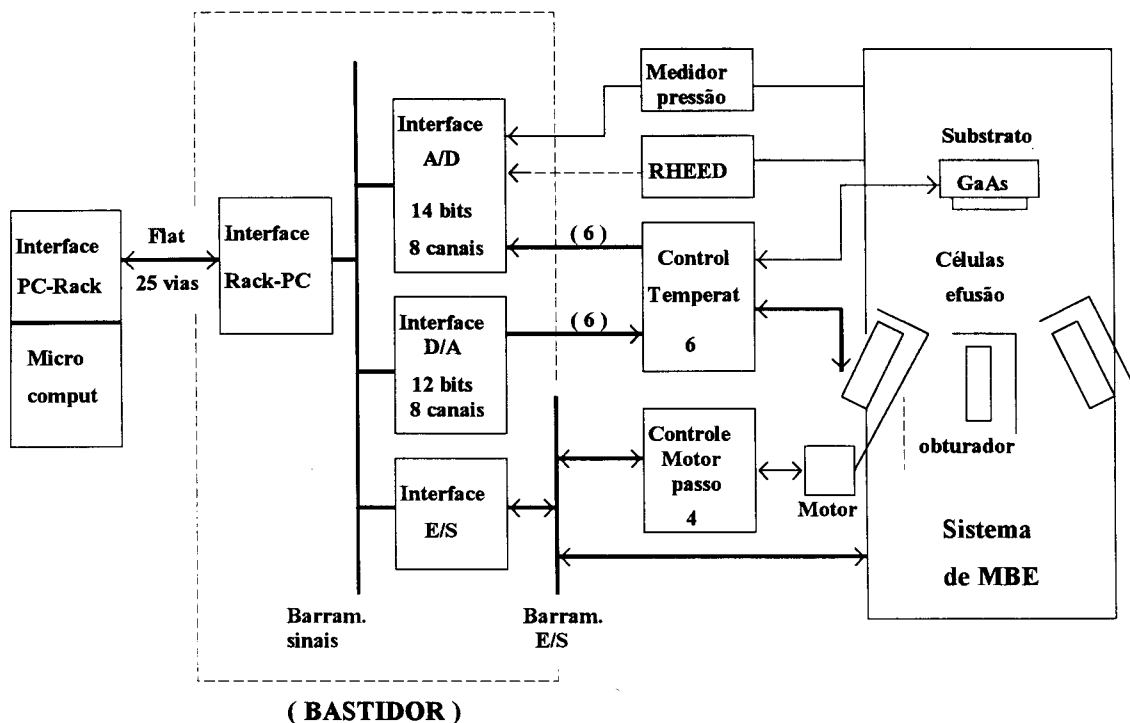 Interface
PC-Rack
Micro
comput
Flat
25 vias
Interface
Rack-PC
Interface
A/D
14 bits
8 canais
Interface
D/A
12 bits
8 canais
Interface
E/S
Barram.
sinais
Barram.
E/S
( BASTIDOR )
Medidor
pressão
RHEED
( 6 )
( 6 )
Control
Temperat
6
Controle
Motor
passo
4
Motor
Substrato
GaAs
Células
efusão
obturador
Sistema
de MBE